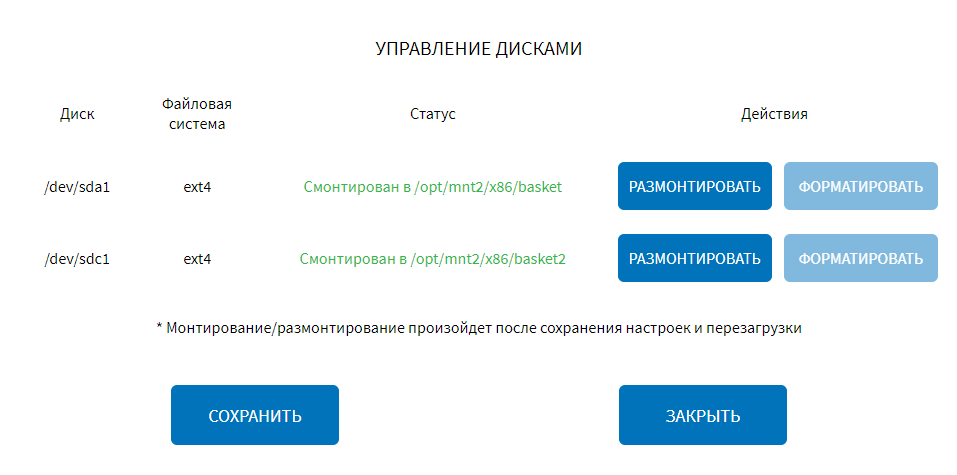 УПРАВЛЕНИЕ ДИСКАМИ
Диск
Файловая
система
Статус
Действия
/dev/sda1
ext4
Смонтирован в /opt/mnt2/x86/basket
РАЗМОНТИРОВАТЬ
ФОРМАТИРОВАТЬ
/dev/sdc1
ext4
Смонтирован в /opt/mnt2/x86/basket2
РАЗМОНТИРОВАТЬ
ФОРМАТИРОВАТЬ
* Монтирование/размонтирование произойдет после сохранения настроек и перезагрузки
СОХРАНИТЬ
ЗАКРЫТЬ